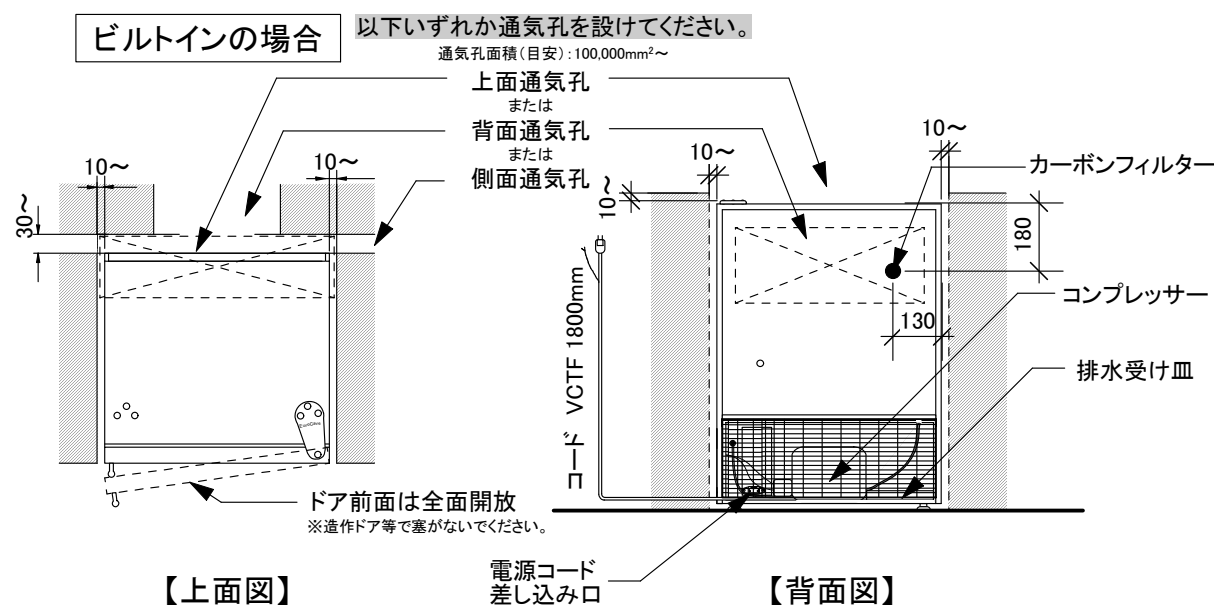 ビルトインの場合
以下いずれか通気孔を設けてください。
通気孔面積(目安):100,000mm²～
上面通気孔
または
背面通気孔
または
側面通気孔
10～
10～
30～
ドア前面は全面開放
※造作ドア等で塞がないでください。
【上面図】
10～
10～
10～
カーボンフィルター
180
130
コンプレッサー
排水受け皿
コード VCTF 1800mm
電源コード
差し込み口
【背面図】
EuroCave